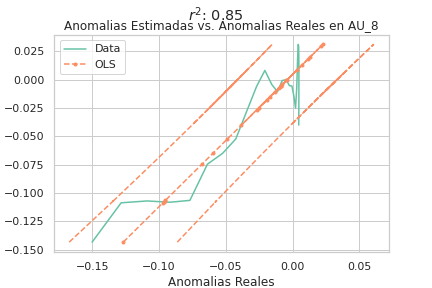 r²: 0.85
Anomalias Estimadas vs. Anomalias Reales en AU_8
Data
OLS
0.025
0.000
−0.025
−0.050
−0.075
−0.100
−0.125
−0.150
−0.15 −0.10 −0.05 0.00 0.05
Anomalias Reales